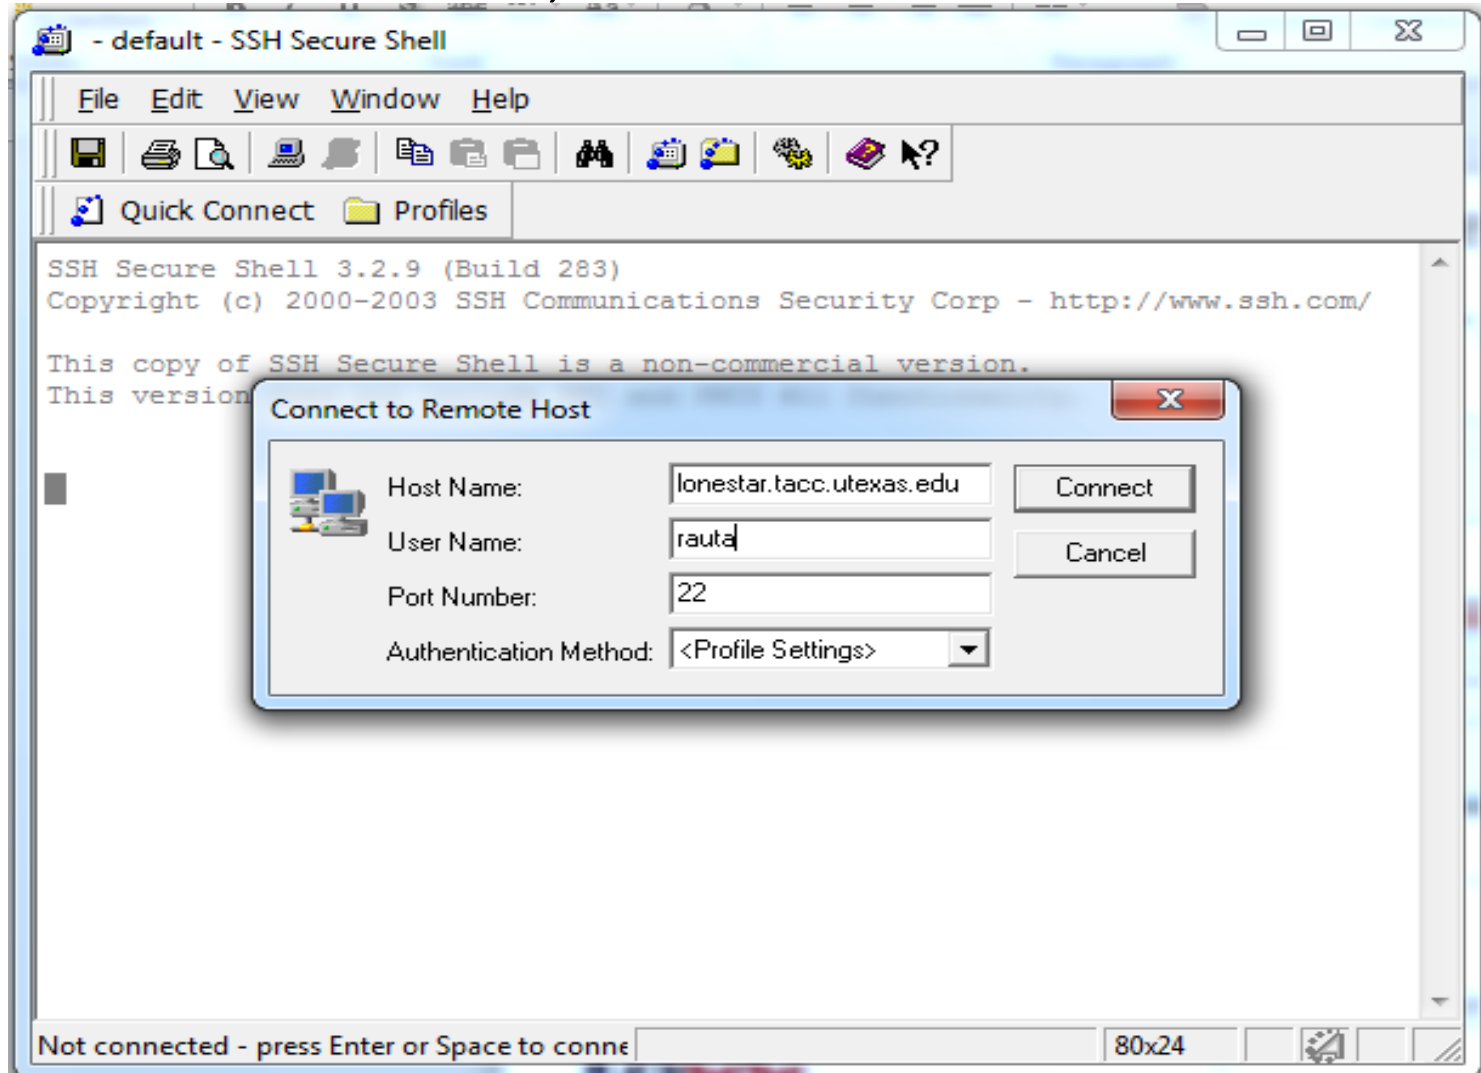 - default - SSH Secure Shell
File Edit View Window Help
Quick Connect Profiles
SSH Secure Shell 3.2.9 (Build 283)
Copyright (c) 2000-2003 SSH Communications Security Corp - http://www.ssh.com/
This copy of SSH Secure Shell is a non-commercial version.
This version
Connect to Remote Host
Host Name: lonestar.tacc.utexas.edu Connect
User Name: rauta Cancel
Port Number: 22
Authentication Method: <Profile Settings>
Not connected - press Enter or Space to conne 80x24